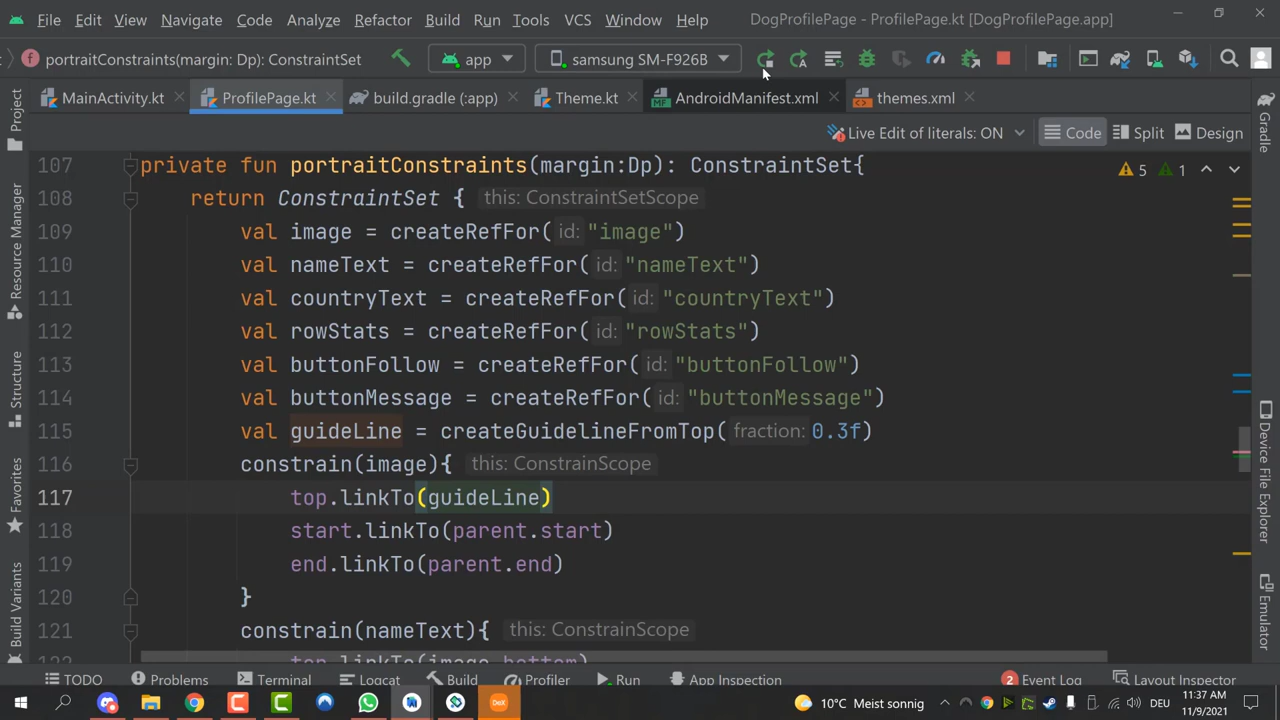 File Edit View Navigate Code Analyze Refactor Build Run Tools VCS Window Help DogProfilePage - ProfilePage.kt [DogProfilePage.app]
portraitConstraints(margin: Dp): ConstraintSet app samsung SM-F926B
MainActivity.kt ProfilePage.kt build.gradle (:app) Theme.kt AndroidManifest.xml themes.xml
Live Edit of literals: ON Code Split Design
5 1
107 private fun portraitConstraints(margin:Dp): ConstraintSet{
108 return ConstraintSet { this: ConstraintSetScope
109 val image = createRefFor( id: "image")
110 val nameText = createRefFor( id: "nameText")
111 val countryText = createRefFor( id: "countryText")
112 val rowStats = createRefFor( id: "rowStats")
113 val buttonFollow = createRefFor( id: "buttonFollow")
114 val buttonMessage = createRefFor( id: "buttonMessage")
115 val guideLine = createGuidelineFromTop( fraction: 0.3f)
116 constrain(image){ this: ConstrainScope
117 top.linkTo(guideLine)
118 start.linkTo(parent.start)
119 end.linkTo(parent.end)
120 }
121 constrain(nameText){ this: ConstrainScope
122 top.linkTo(image.bottom)
Project
Resource Manager
Structure
Favorites
Build Variants
Gradle
Device File Explorer
Emulator
TODO Problems Terminal Logcat Build Profiler Run App Inspection 2 Event Log Layout Inspector
DeX 10°C Meist sonnig DEU 11:37 AM
11/9/2021